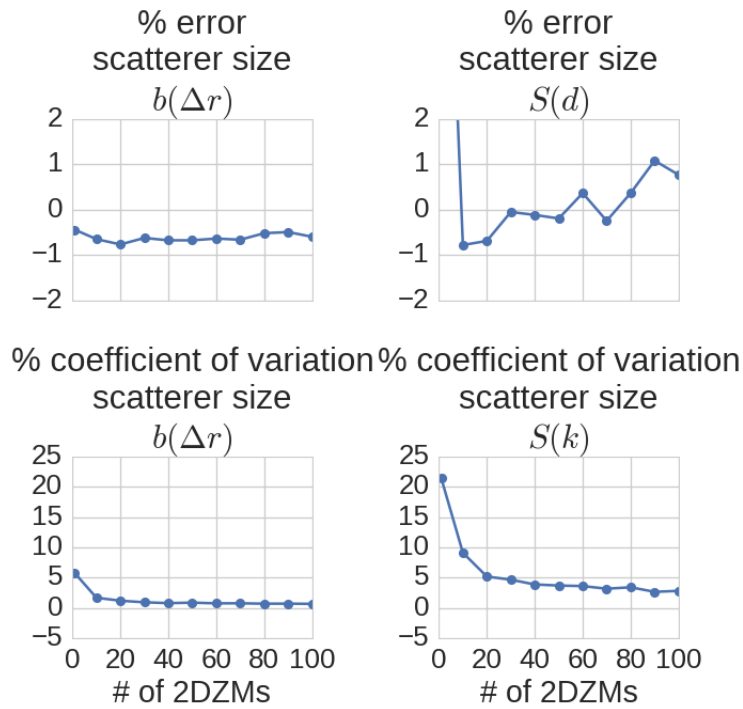 % error
scatterer size
b(Δr)
2
1
0
−1
−2
% error
scatterer size
S(d)
2
1
0
−1
−2
% coefficient of variation
scatterer size
b(Δr)
25
20
15
10
5
0
−5
0 20 40 60 80 100
# of 2DZMs
% coefficient of variation
scatterer size
S(k)
25
20
15
10
5
0
−5
0 20 40 60 80 100
# of 2DZMs